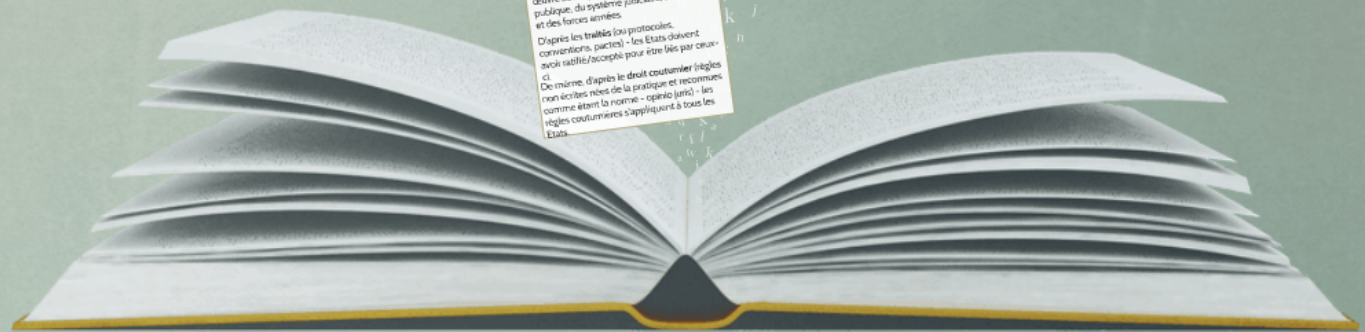 publique, du système
et des forces armées.
D'après les traités (ou protocoles,
conventions, pactes) - les Etats doivent
avoir ratifié/accepté pour être liés par ceux-
ci.
De même, d'après le droit coutumier (règles
non écrites nées de la pratique et reconnues
comme étant la norme - opinio juris) - les
règles coutumières s'appliquent à tous les
Etats.
k j
n